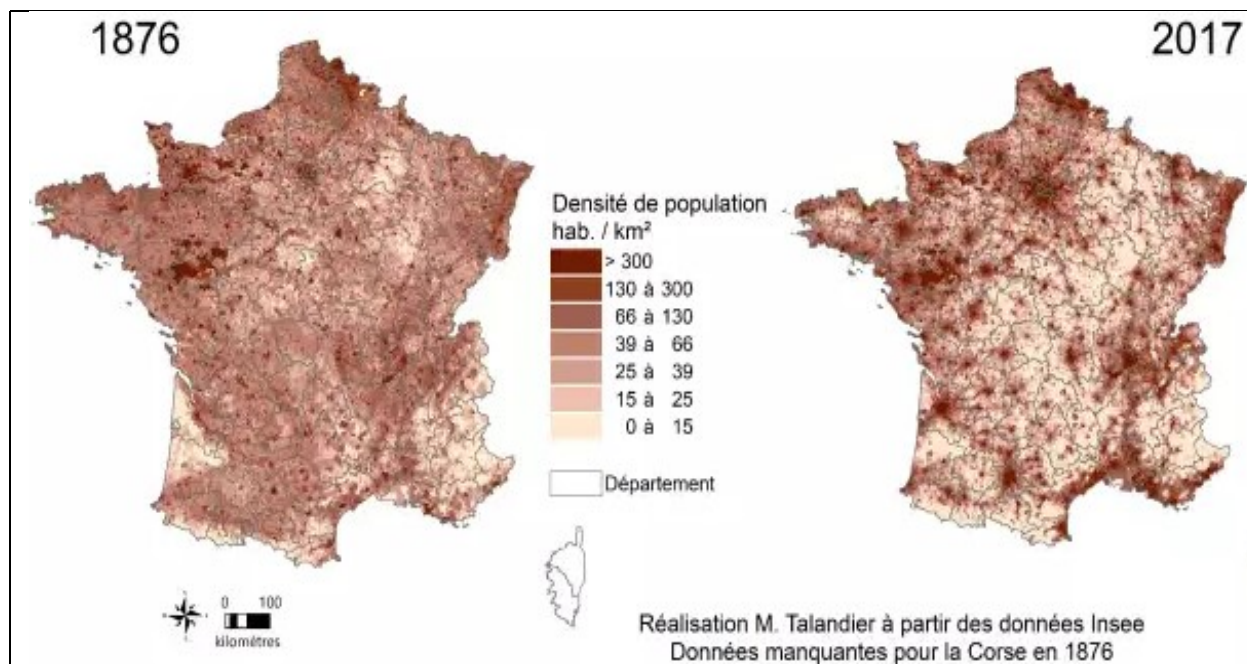 1876
2017
Densité de population
hab. / km²
> 300
130 à 300
66 à 130
39 à 66
25 à 39
15 à 25
0 à 15
Département
0 100
kilomètres
Réalisation M. Talandier à partir des données Insee
Données manquantes pour la Corse en 1876